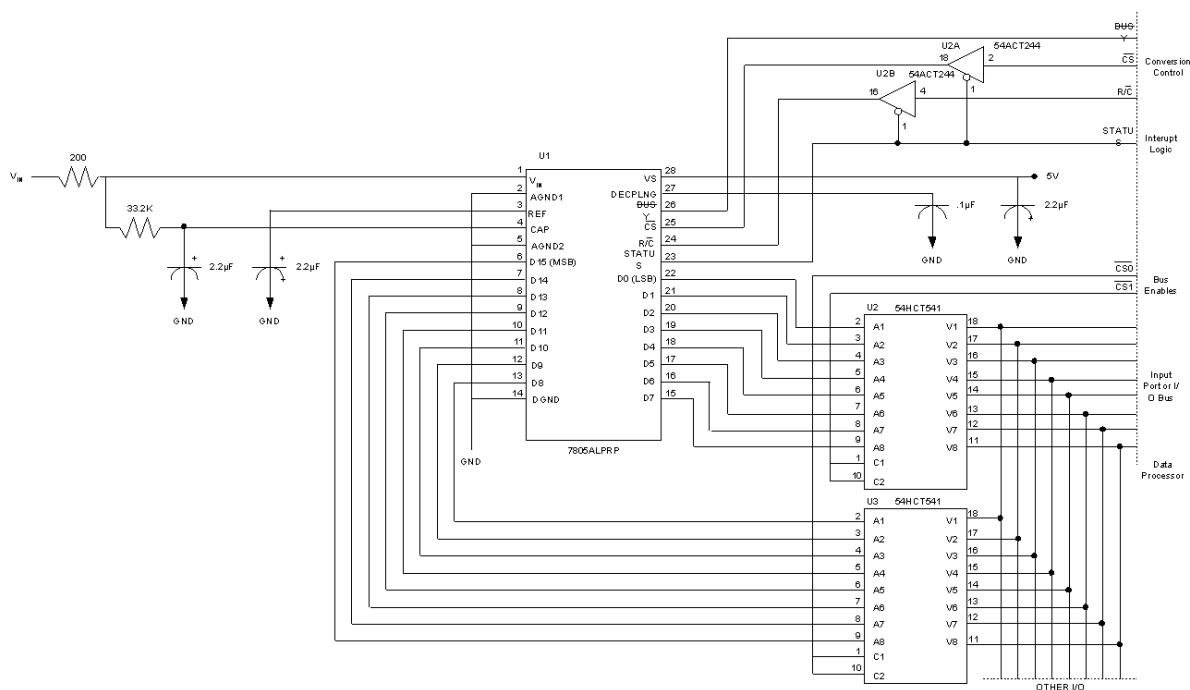 BUS
Y
U2A 54ACT244
18 2 1
CS
Conversion
Control
U2B 54ACT244
16 4 1
R/C
STATU
S
Interupt
Logic
VIN
200
33.2K
+
2.2µF
GND
+
+
2.2µF
GND
U1
1 VIN
2 AGND1
3 REF
4 CAP
5 AGND2
6 D15 (MSB)
7 D14
8 D13
9 D12
10 D11
11 D10
12 D9
13 D8
14 DGND
GND
VS 28
DECPLNG 27
BUS 26
Y
CS 25
R/C 24
STATU 23
S
D0 (LSB) 22
D1 21
D2 20
D3 19
D4 18
D5 17
D6 16
D7 15
7805ALPRP
5V
.1µF
GND
2.2µF
+
GND
CS0
CS1
Bus
Enables
U2 54HCT541
2 A1 V1 18
3 A2 V2 17
4 A3 V3 16
5 A4 V4 15
6 A5 V5 14
7 A6 V6 13
8 A7 V7 12
9 A8 V8 11
1 C1
10 C2
Input
Port or I/
O Bus
Data
Processor
U3 54HCT541
2 A1 V1 18
3 A2 V2 17
4 A3 V3 16
5 A4 V4 15
6 A5 V5 14
7 A6 V6 13
8 A7 V7 12
9 A8 V8 11
1 C1
10 C2
OTHER I/O